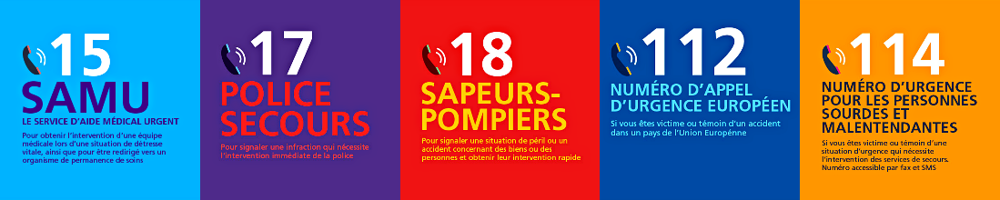 15
SAMU
LE SERVICE D'AIDE MÉDICAL URGENT
Pour obtenir l'intervention d'une équipe
médicale lors d'une situation de détresse
vitale, ainsi que pour être redirigé vers un
organisme de permanence de soins
17
POLICE
SECOURS
Pour signaler une infraction qui nécessite
l'intervention immédiate de la police
18
SAPEURS-
POMPIERS
Pour signaler une situation de péril ou un
accident concernant des biens ou des
personnes et obtenir leur intervention rapide
112
NUMÉRO D'APPEL
D'URGENCE EUROPÉEN
Si vous êtes victime ou témoin d'un accident
dans un pays de l'Union Europénne
114
NUMÉRO D'URGENCE
POUR LES PERSONNES
SOURDES ET
MALENTENDANTES
Si vous êtes victime ou témoin d'une
situation d'urgence qui nécessite
l'intervention des services de secours.
Numéro accessible par fax et SMS